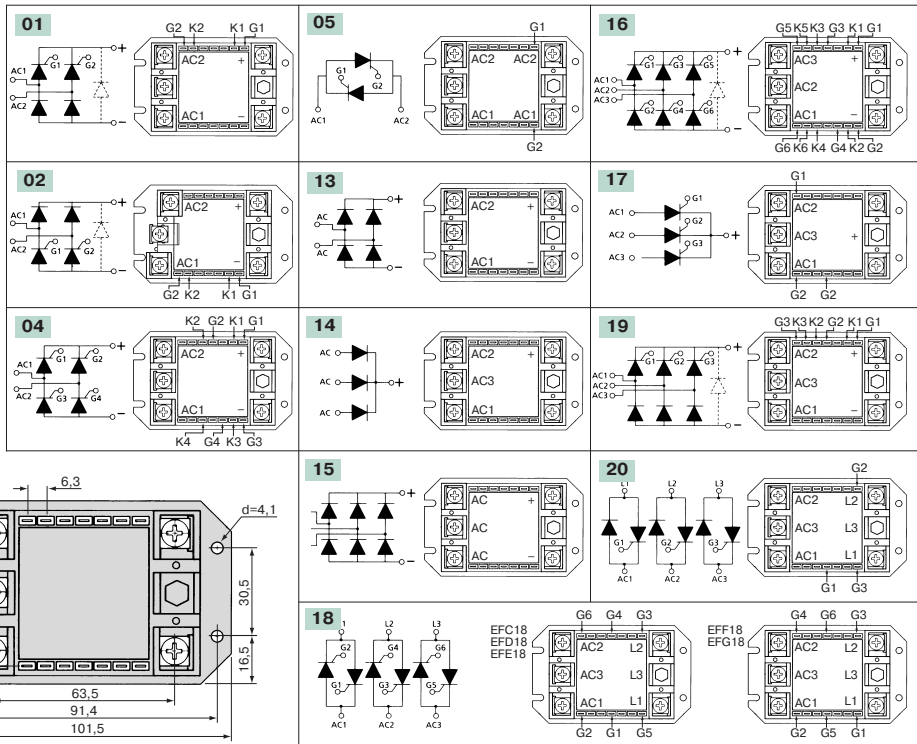 01
G2 K2 K1 G1
G1 G2 +
AC1
AC2
−
AC2 +
AC1 −
05
G1
G1
G2
AC1 AC2
AC2 AC2
AC1 AC1
G2
16
G5 K5 K3 G3 K1 G1
G1 G3 G5 +
AC1
AC2
AC3
G2 G4 G6
−
AC3 +
AC2
AC1 −
G6 K6 K4 G4 K2 G2
02
+
AC1
AC2 G1 G2
−
AC2 +
AC1 −
G2 K2 K1 G1
13
+
AC
AC
−
AC2 +
AC1 −
17
G1
AC1 G1
AC2 G2 +
AC3 G3
AC2
AC3 +
AC1
G2 G2
04
K2 G2 K1 G1
G1 G2 +
AC1
AC2 G3 G4
−
AC2 +
AC1 −
K4 G4 K3 G3
14
AC
AC +
AC
AC2
AC3 +
AC1
19
G3 K3 K2 G2 K1 G1
G1 G2 G3 +
AC1
AC2
AC3
−
AC2 +
AC3
AC1 −
6,3
d=4,1
30,5
16,5
63,5
91,4
101,5
15
+
−
AC +
AC
AC −
20
L1 L2 L3
G1 G2 G3
AC1 AC2 AC3
G2
AC2 L2
AC3 L3
AC1 L1
G1 G3
18
L2 L3
G2 G4 G6
G1 G3 G5
AC1 AC2 AC3
EFC18
EFD18
EFE18
G6 G4 G3
AC2 L2
AC3 L3
AC1 L1
G2 G1 G5
EFF18
EFG18
G4 G6 G3
AC2 L2
AC3 L3
AC1 L1
G2 G5 G1